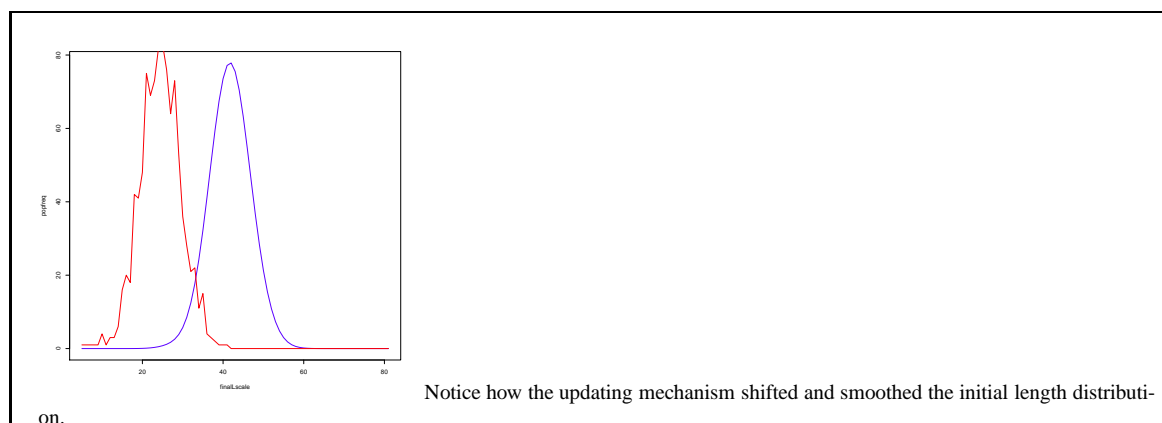 80
60
40
20
0
popfreq
20 40 60 80
finalLscale
Notice how the updating mechanism shifted and smoothed the initial length distributi-
on.